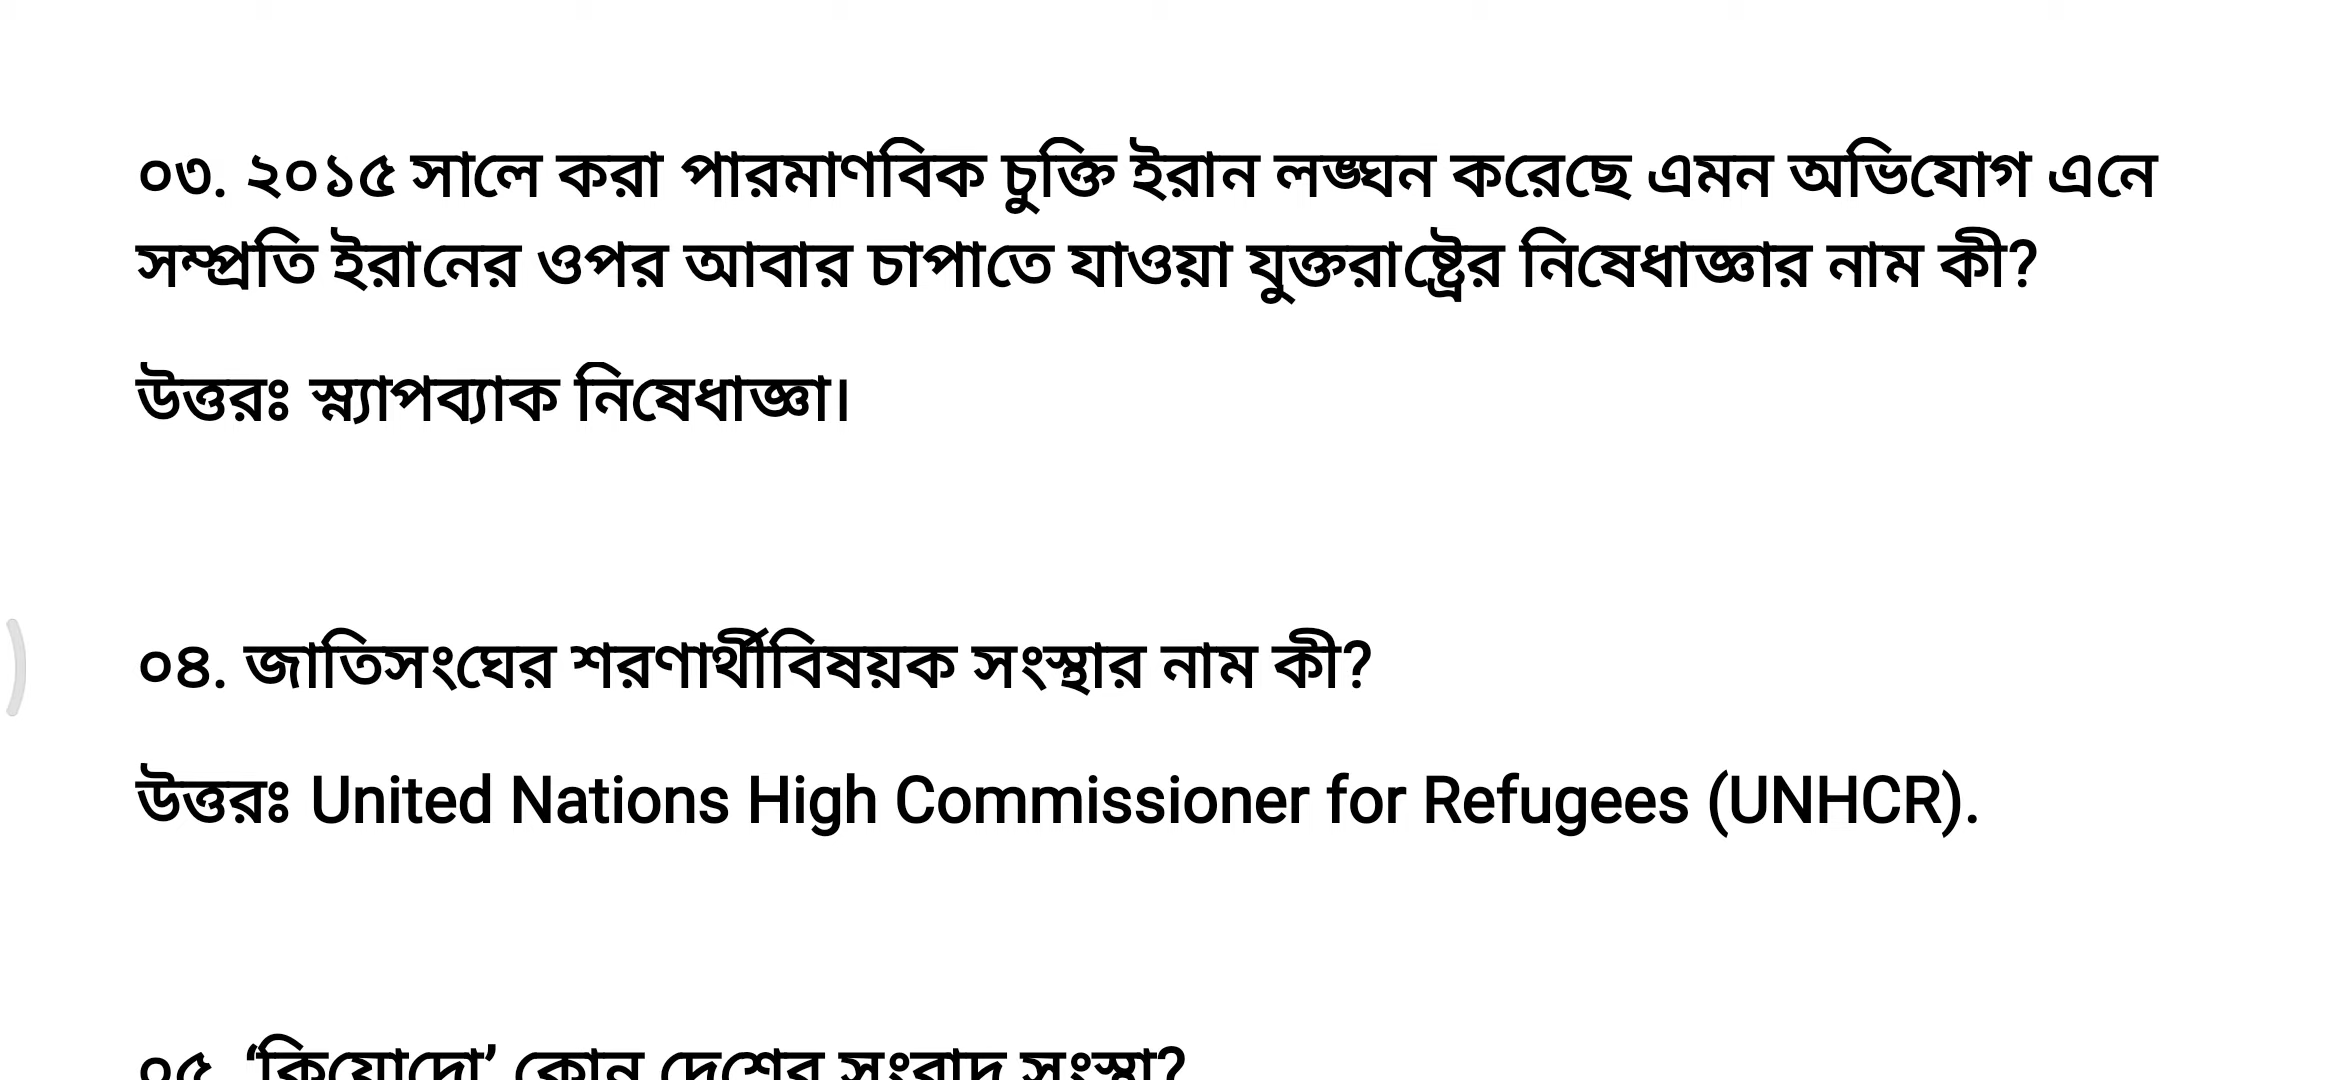 ০৩. ২০১৫ সালে করা পারমাণবিক চুক্তি ইরান লঙ্ঘন করেছে এমন অভিযোগ এনে
সম্প্রতি ইরানের ওপর আবার চাপাতে যাওয়া যুক্তরাষ্ট্রের নিষেধাজ্ঞার নাম কী?
উত্তরঃ স্ন্যাপব্যাক নিষেধাজ্ঞা।
০৪. জাতিসংঘের শরণার্থীবিষয়ক সংস্থার নাম কী?
উত্তরঃ United Nations High Commissioner for Refugees (UNHCR).
০৫. ‘কিয়োদো’ কোন দেশের সংবাদ সংস্থা?